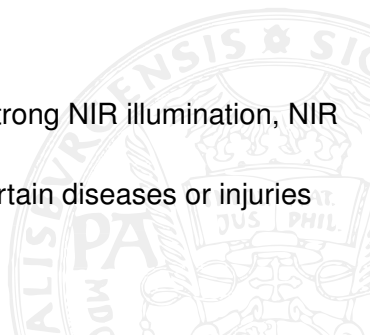 trong NIR illumination, NIR
rtain diseases or injuries
JUS PHIL.
PA